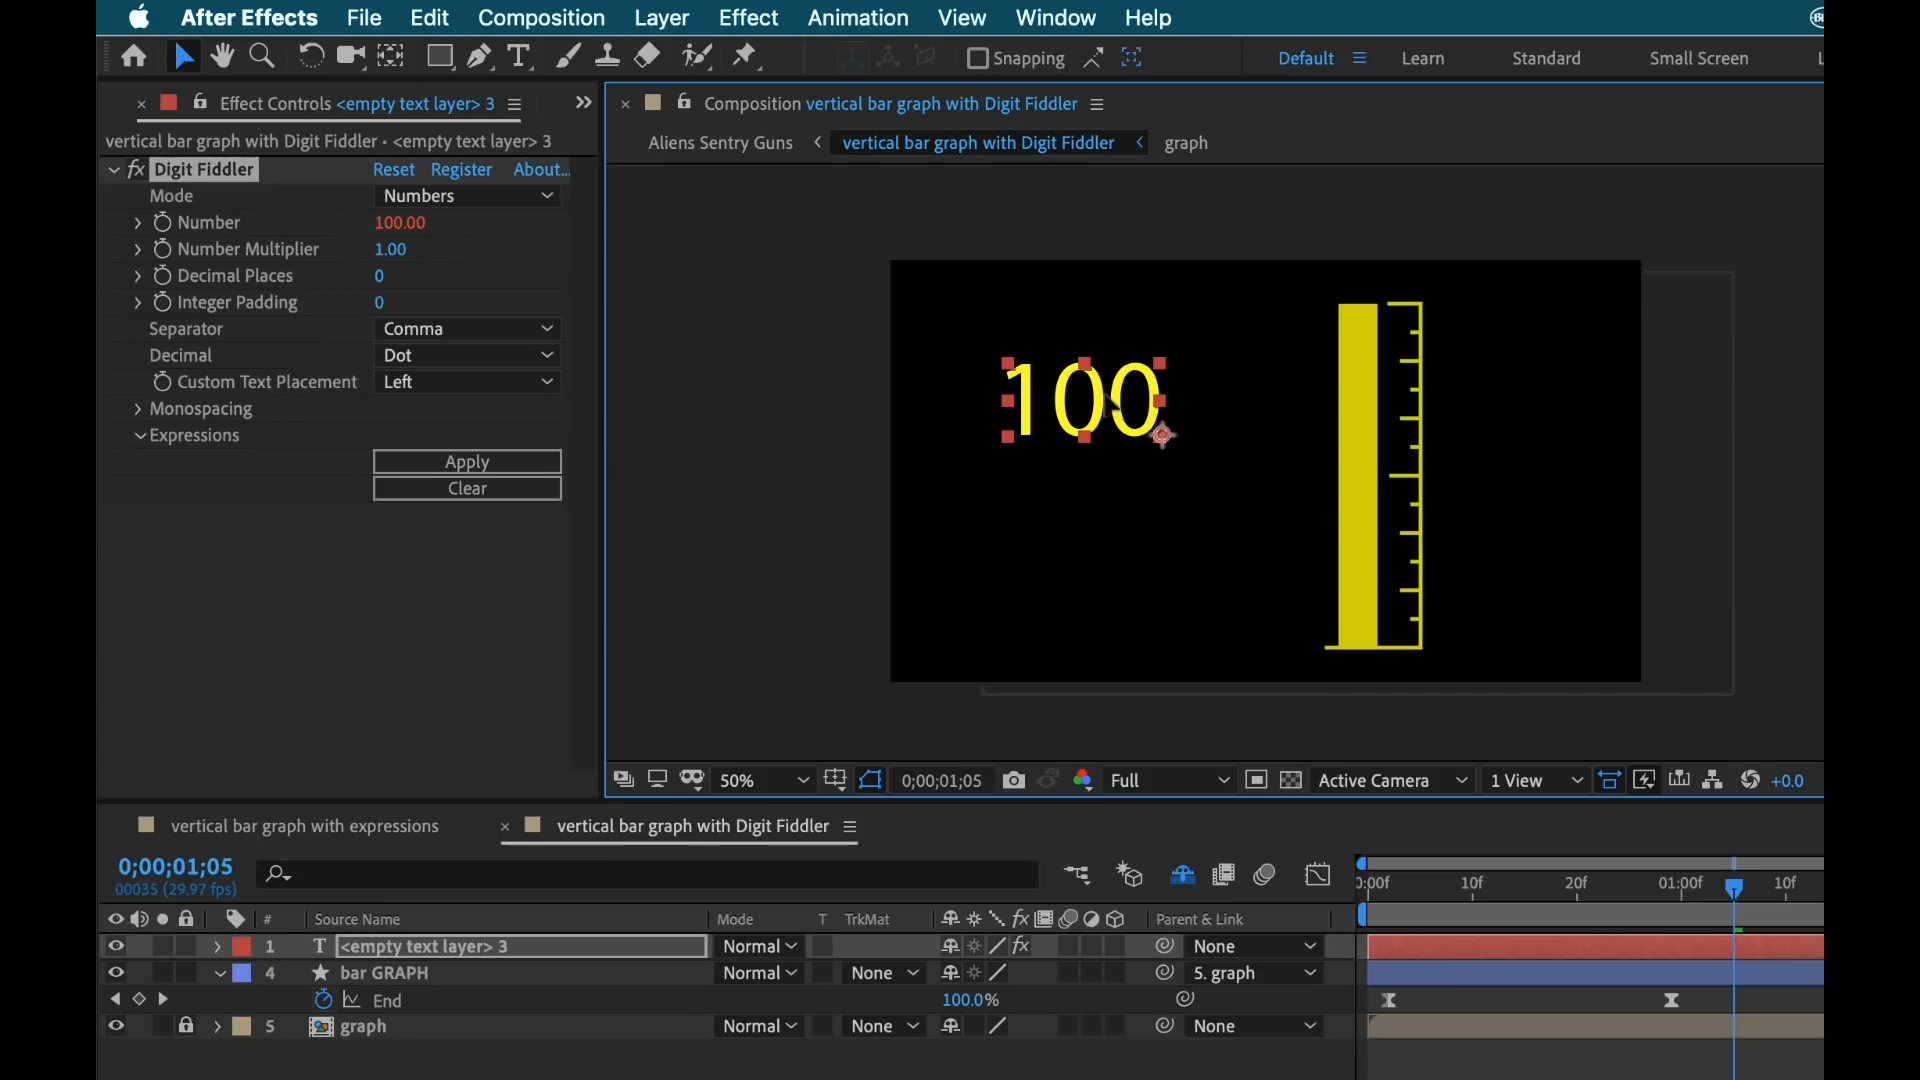 After Effects File Edit Composition Layer Effect Animation View Window Help
Snapping Default Learn Standard Small Screen
Effect Controls <empty text layer> 3
Composition vertical bar graph with Digit Fiddler
vertical bar graph with Digit Fiddler • <empty text layer> 3
Aliens Sentry Guns vertical bar graph with Digit Fiddler graph
fx Digit Fiddler Reset Register About...
Mode Numbers
Number 100.00
Number Multiplier 1.00
Decimal Places 0
Integer Padding 0
Separator Comma
Decimal Dot
Custom Text Placement Left
Monospacing
Expressions
Apply
Clear
100
50% 0;00;01;05 Full Active Camera 1 View +0.0
vertical bar graph with expressions vertical bar graph with Digit Fiddler
0;00;01;05
00035 (29.97 fps)
0:00f 10f 20f 01:00f 10f
# Source Name Mode T TrkMat fx Parent & Link
1 T <empty text layer> 3 Normal fx None
4 bar GRAPH Normal None 5. graph
End 100.0%
5 graph Normal None None